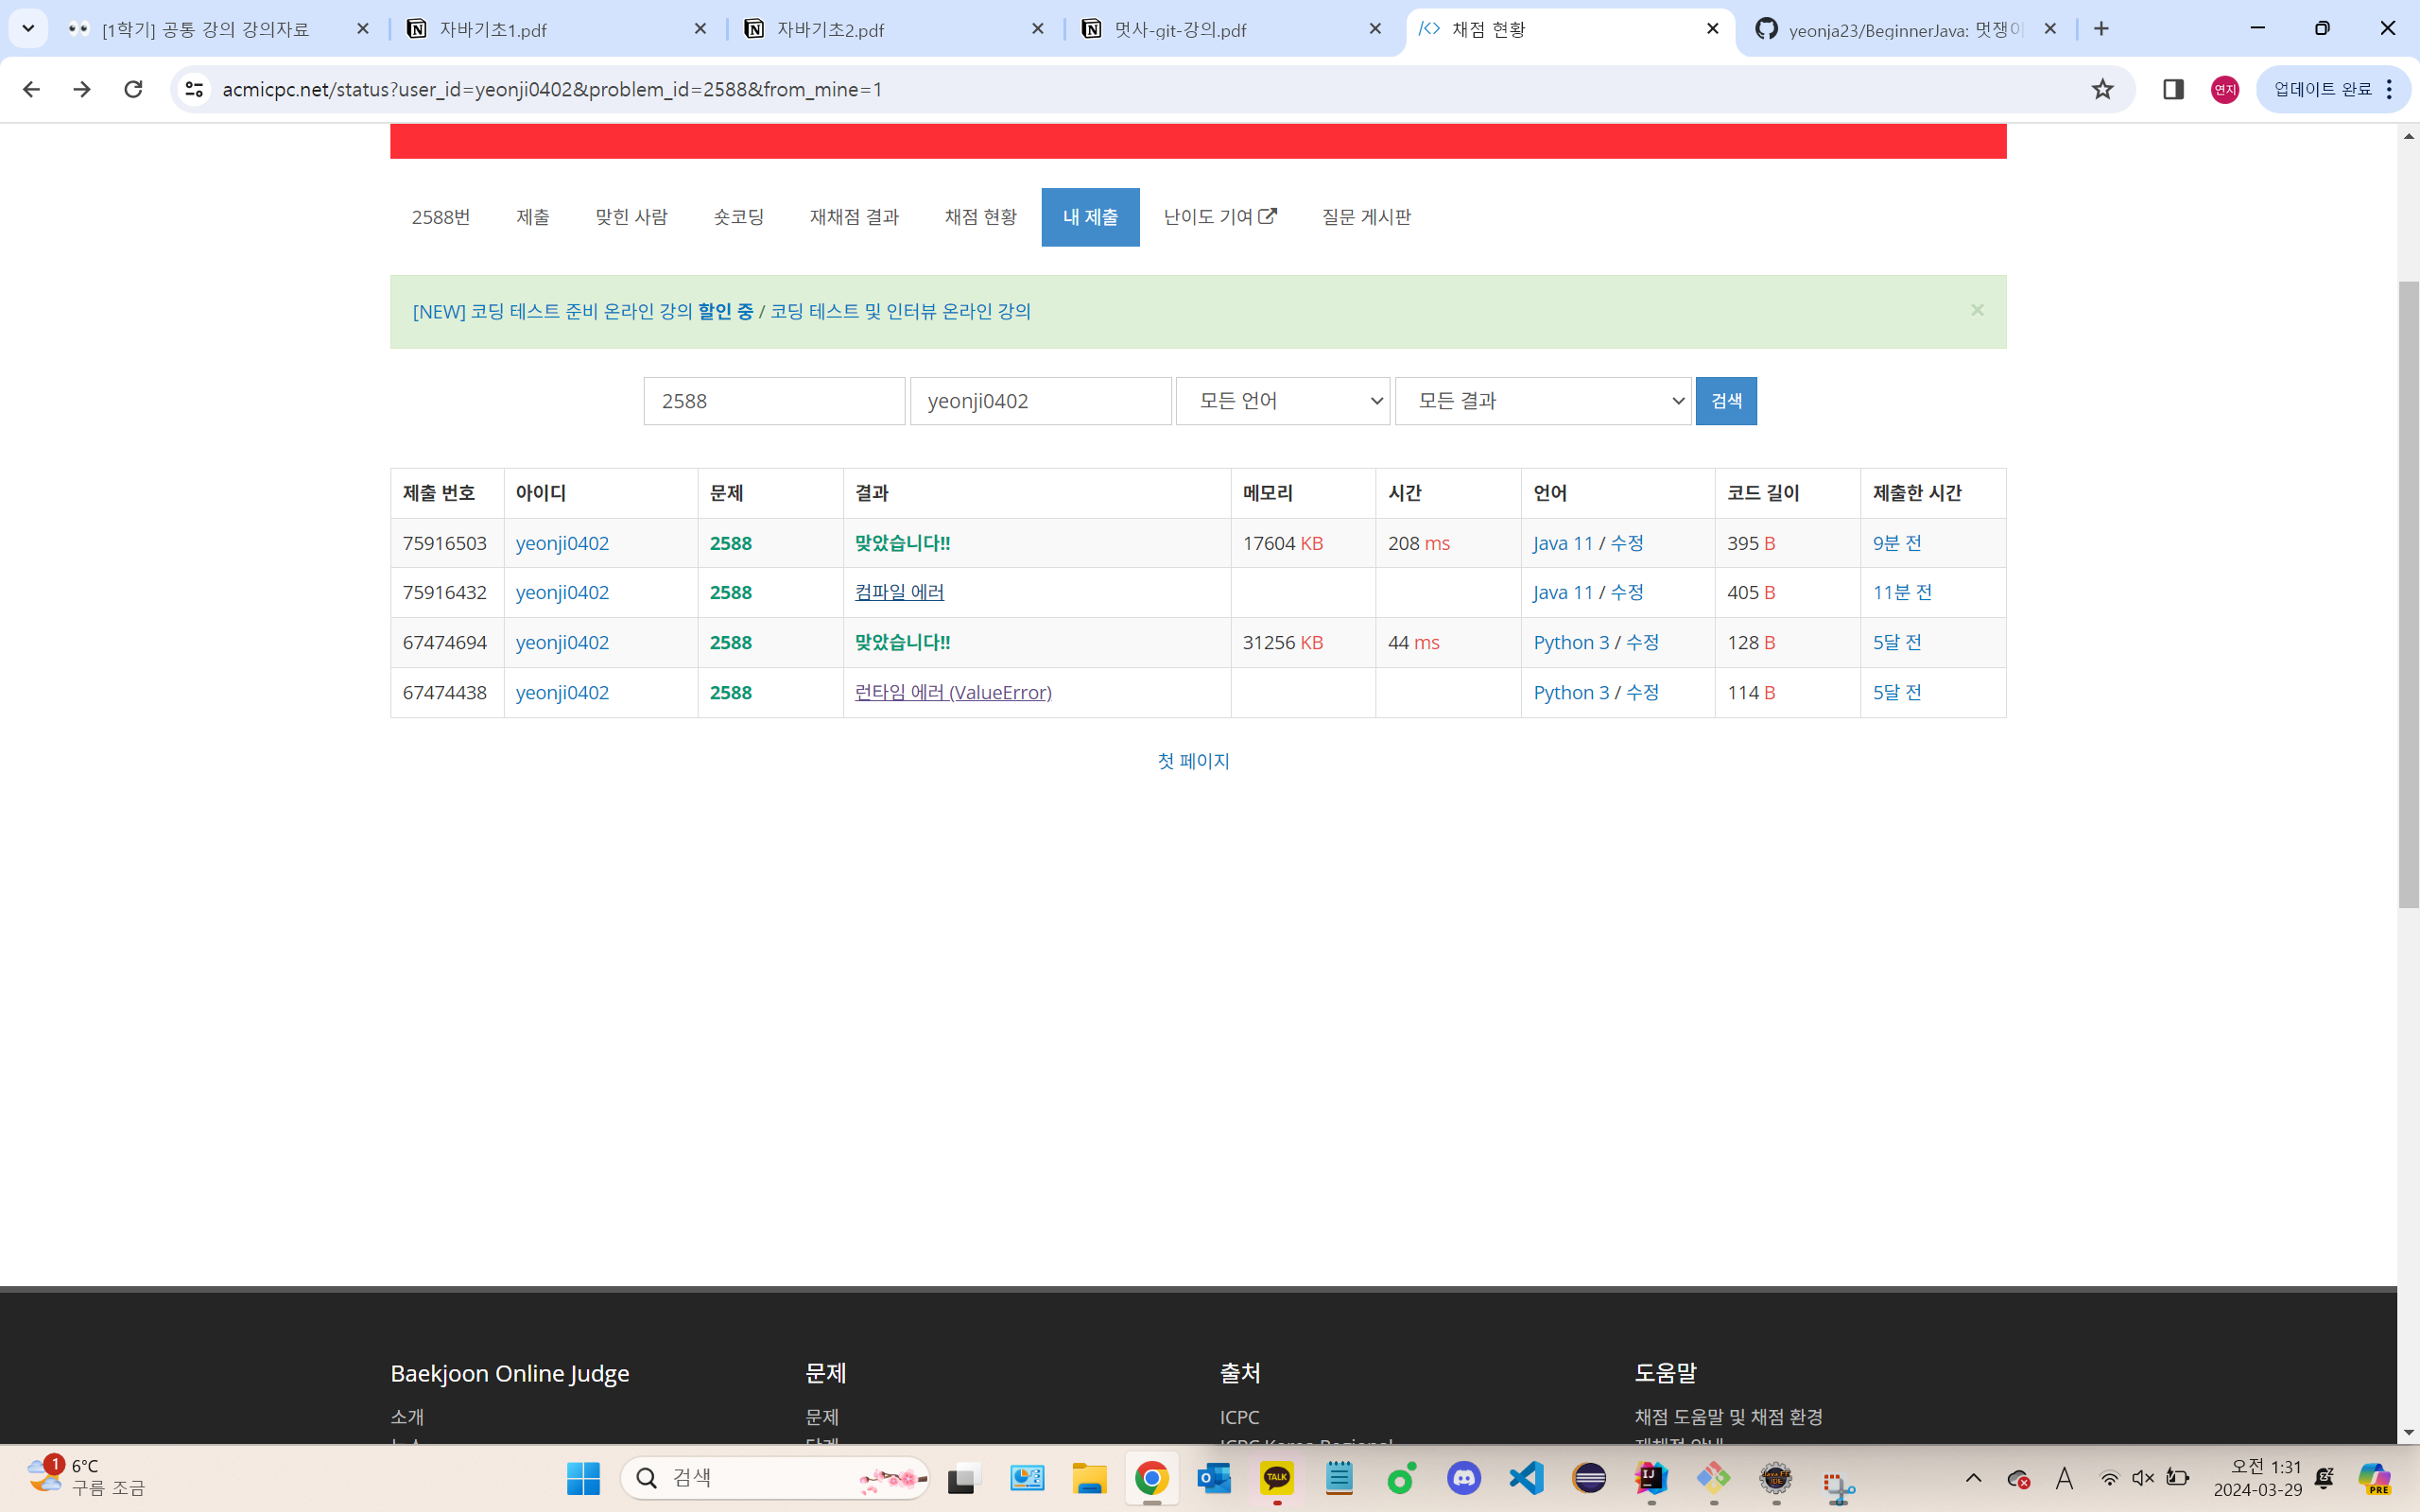 [1학기] 공통 강의 강의자료
자바기초1.pdf
자바기초2.pdf
멋사-git-강의.pdf
채점 현황
yeonja23/BeginnerJava: 멋쟁이
acmicpc.net/status?user_id=yeonji0402&problem_id=2588&from_mine=1
연지
업데이트 완료
2588번 제출 맞힌 사람 숏코딩 재채점 결과 채점 현황 내 제출 난이도 기여 질문 게시판
[NEW] 코딩 테스트 준비 온라인 강의 할인 중 / 코딩 테스트 및 인터뷰 온라인 강의 ×
2588 yeonji0402 모든 언어 모든 결과 검색
제출 번호 아이디 문제 결과 메모리 시간 언어 코드 길이 제출한 시간
75916503 yeonji0402 2588 맞았습니다!! 17604 KB 208 ms Java 11 / 수정 395 B 9분 전
75916432 yeonji0402 2588 컴파일 에러 Java 11 / 수정 405 B 11분 전
67474694 yeonji0402 2588 맞았습니다!! 31256 KB 44 ms Python 3 / 수정 128 B 5달 전
67474438 yeonji0402 2588 런타임 에러 (ValueError) Python 3 / 수정 114 B 5달 전
첫 페이지
Baekjoon Online Judge 문제 출처 도움말
소개 문제 ICPC 채점 도움말 및 채점 환경
1 6°C
구름 조금
검색
TALK
A
오전 1:31
2024-03-29
PRE